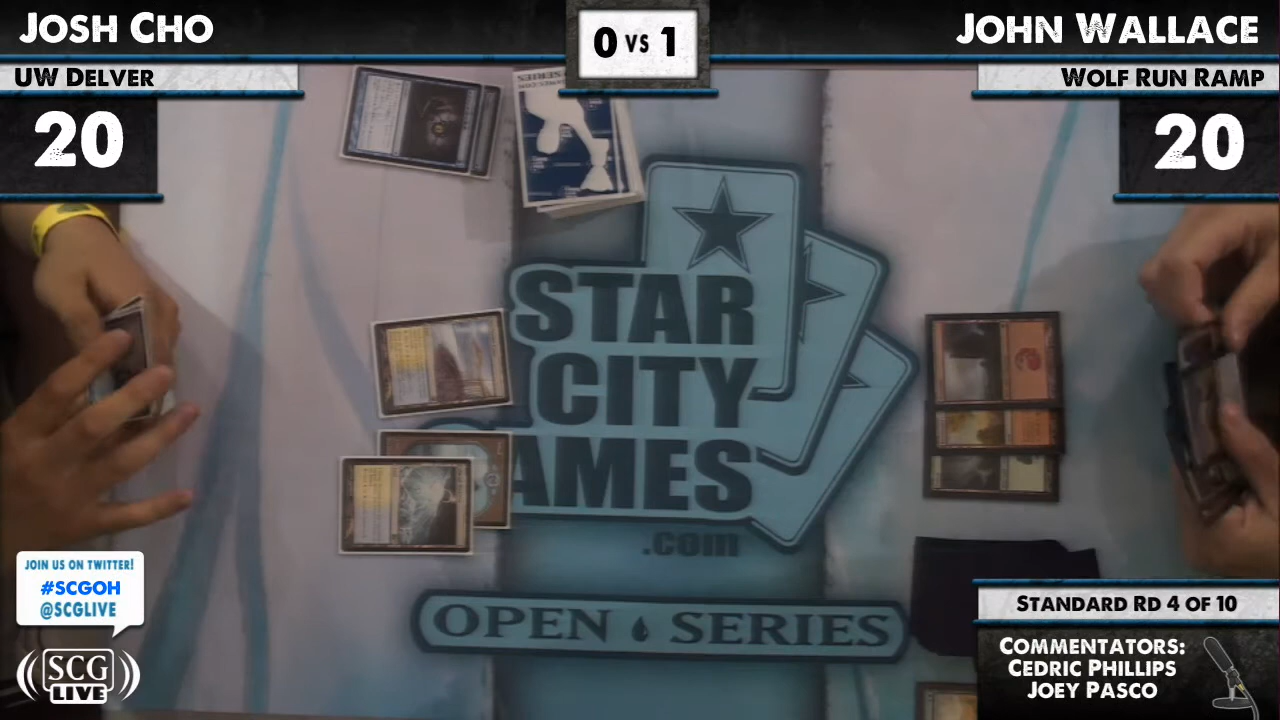 JOSH CHO
0 VS 1
JOHN WALLACE
UW DELVER
WOLF RUN RAMP
20
20
STAR
CITY
GAMES
.com
OPEN SERIES
JOIN US ON TWITTER!
#SCGOH
@SCGLIVE
SCG
LIVE
STANDARD RD 4 OF 10
COMMENTATORS:
CEDRIC PHILLIPS
JOEY PASCO